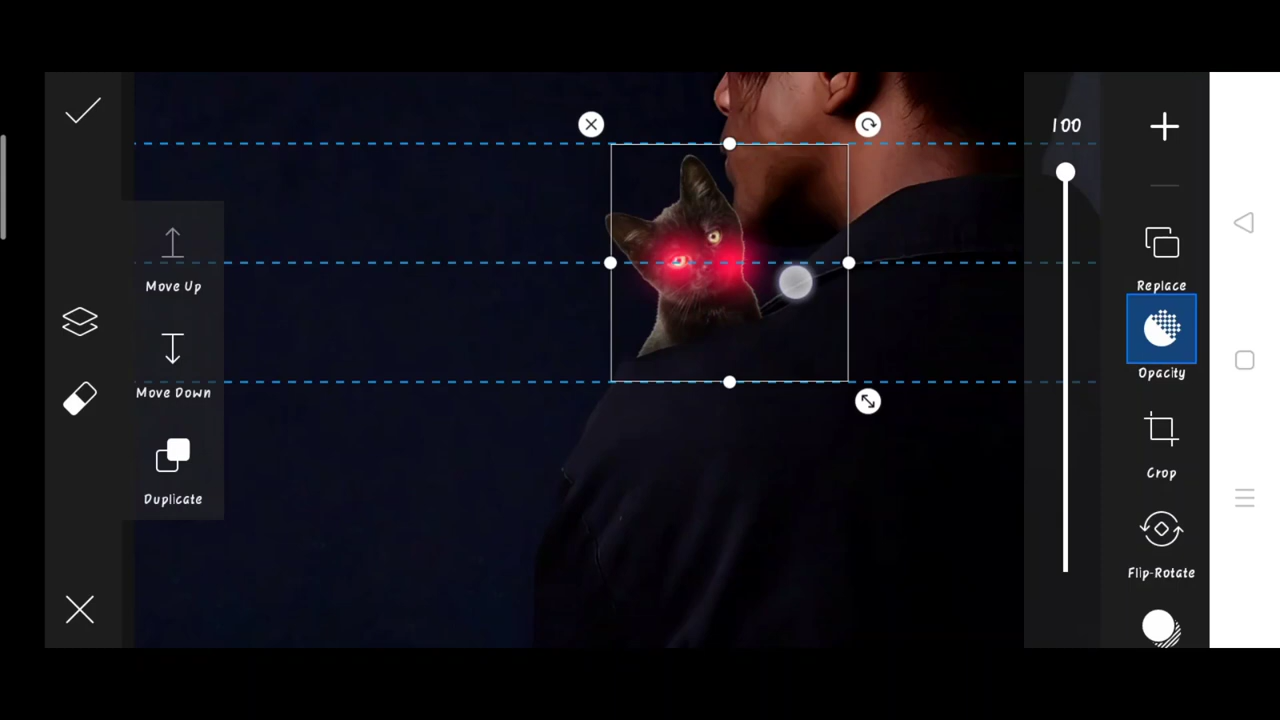 100
Move Up
Replace
Opacity
Move Down
Crop
Duplicate
Flip-Rotate